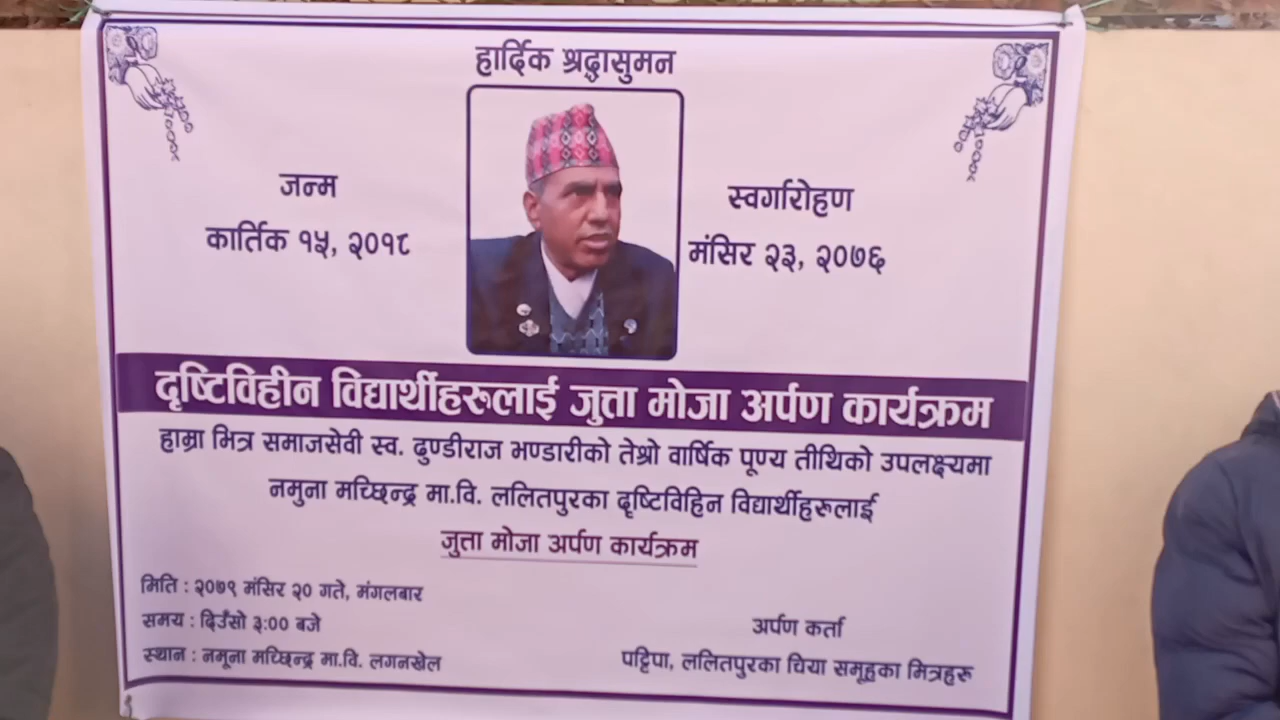 हार्दिक श्रद्धासुमन
जन्म
कार्तिक १५, २०१८
स्वर्गारोहण
मंसिर २३, २०७६
दृष्टिविहीन विद्यार्थीहरुलाई जुत्ता मोजा अर्पण कार्यक्रम
हाम्रा भित्र समाजसेवी स्व. ढुण्डीराज भण्डारीको तेश्रो वार्षिक पूण्य तीथिको उपलक्ष्यमा
नमुना मच्छिन्द्र मा.वि. ललितपुरका दृष्टिविहिन विद्यार्थीहरुलाई
जुत्ता मोजा अर्पण कार्यक्रम
मिति : २०७९ मंसिर २० गते, मंगलबार
समय : दिउँसो ३:०० बजे
स्थान : नमूना मच्छिन्द्र मा.वि. लगनखेल
अर्पण कर्ता
पट्टिपा, ललितपुरका चिया समूहका मित्रहरु